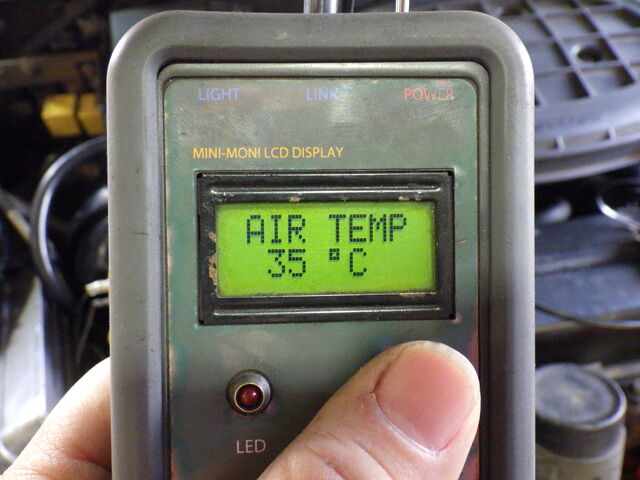 LIGHT LINK POWER
MINI-MONI LCD DISPLAY
AIR TEMP
35 °C
LED